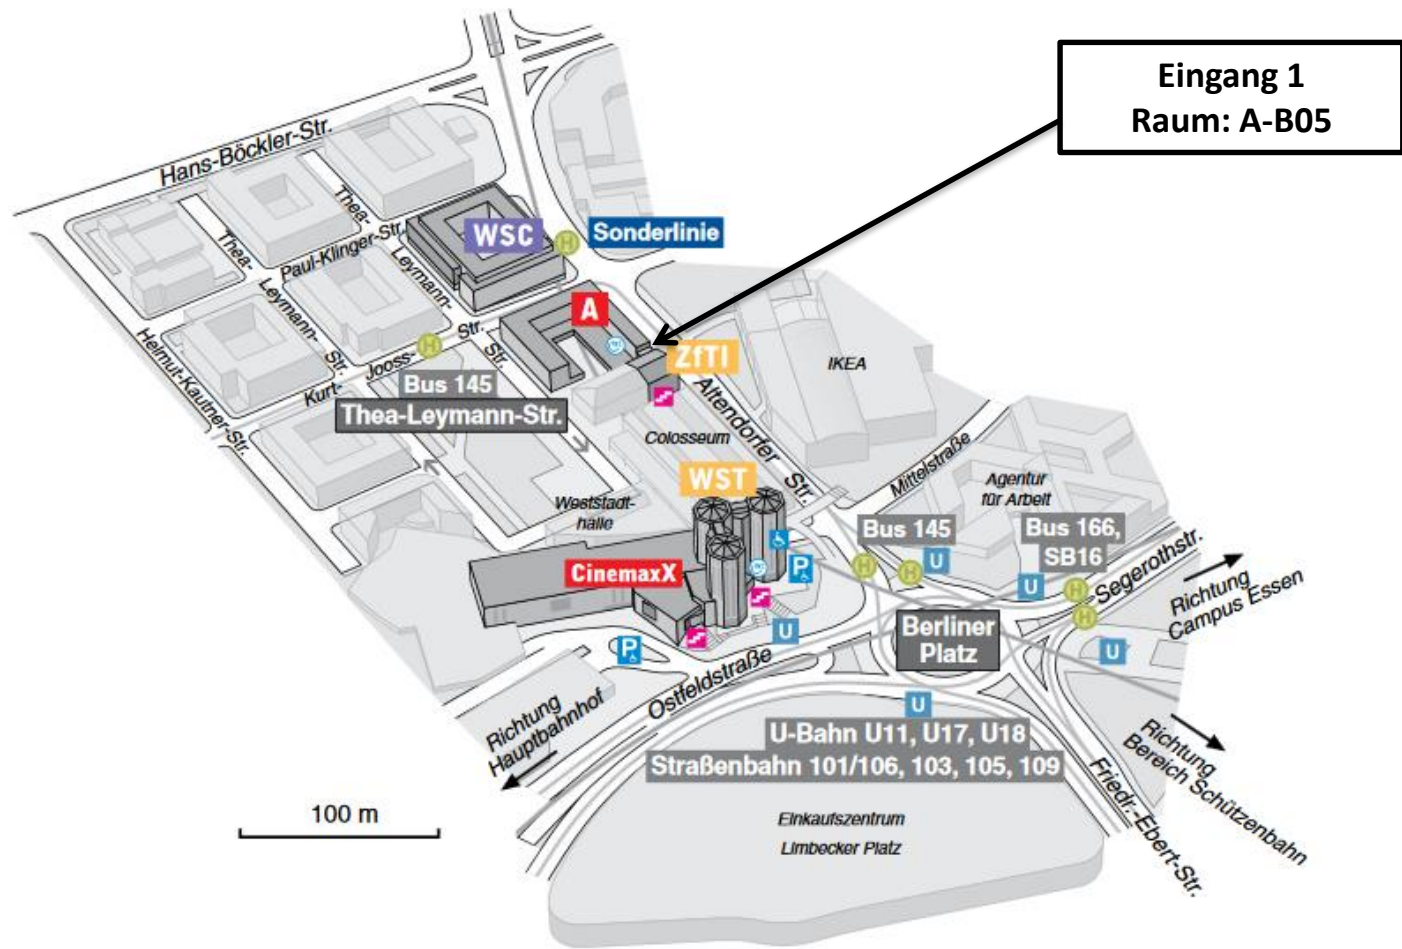 Eingang 1
Raum: A-B05
Hans-Böckler-Str.
Thea-
Leymann-
Str.
Thea-
Leymann-
Str.
Paul-Klinger-Str.
WSC
H
Sonderlinie
A
ZfTI
H
Kurt-
Jooss-
Str.
Helmut-Kautner-Str.
Bus 145
Thea-Leymann-Str.
IKEA
Altendorfer
Str.
Colosseum
WST
Weststadt-
halle
Mittelstraße
Agentur
für Arbeit
CinemaxX
P
Bus 145
H
H
U
Bus 166,
SB16
U
H
H
Segerothstr.
Richtung
Campus Essen
U
P
U
Berliner
Platz
Ostfeldstraße
Richtung
Hauptbahnhof
U
U-Bahn U11, U17, U18
Straßenbahn 101/106, 103, 105, 109
Richtung
Bereich Schützenbahn
Friedr.-Ebert-Str.
100 m
Einkaufszentrum
Limbecker Platz